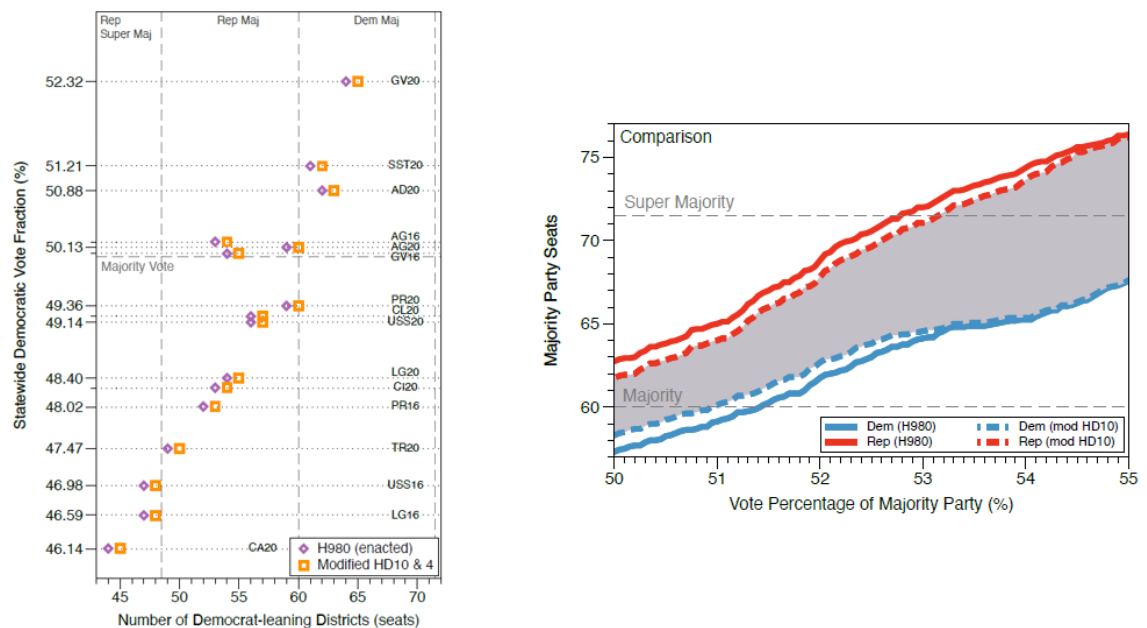 Rep
Super Maj
Rep Maj
Dem Maj
52.32
GV20
51.21
SST20
50.88
AD20
AG16
50.13
AG20
GV16
Majority Vote
PR20
49.36
CL20
49.14
USS20
LG20
48.40
CI20
48.02
PR16
47.47
TR20
46.98
USS16
46.59
LG16
46.14
CA20
H980 (enacted)
Modified HD10 & 4
45
50
55
60
65
70
Number of Democrat-leaning Districts (seats)
Statewide Democratic Vote Fraction (%)
Comparison
75
Super Majority
70
65
Majority
60
Dem (H980)
Dem (mod HD10)
Rep (H980)
Rep (mod HD10)
50
51
52
53
54
55
Vote Percentage of Majority Party (%)
Majority Party Seats